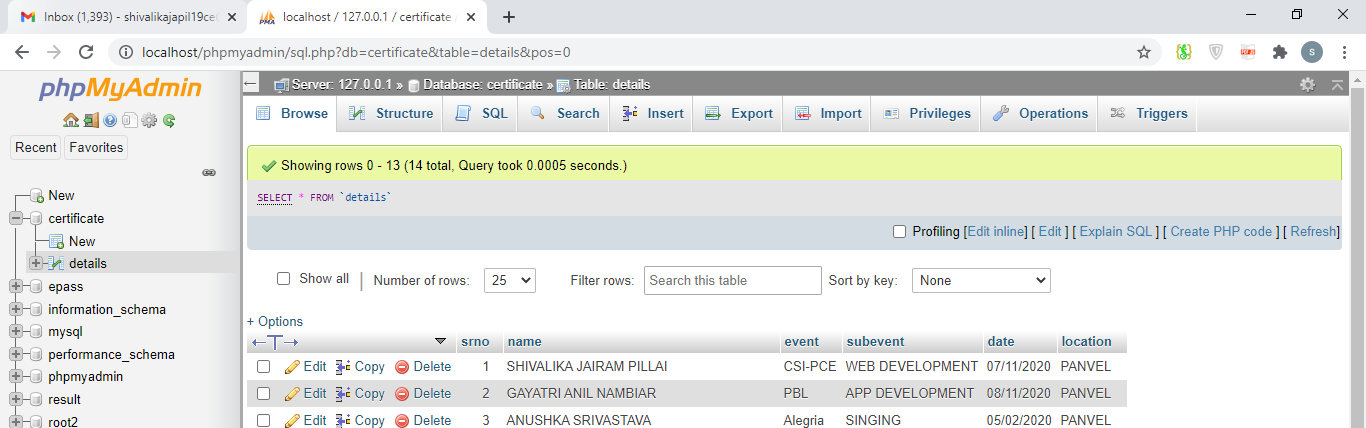 Inbox (1,393) - shivalikajapil19ce
localhost / 127.0.0.1 / certificate /
localhost/phpmyadmin/sql.php?db=certificate&table=details&pos=0
S
phpMyAdmin
Recent
Favorites
New
certificate
New
details
epass
information_schema
mysql
performance_schema
phpmyadmin
result
root2
Server: 127.0.0.1 » Database: certificate » Table: details
Browse Structure SQL Search Insert Export Import Privileges Operations Triggers
Showing rows 0 - 13 (14 total, Query took 0.0005 seconds.)
SELECT * FROM `details`
Profiling [Edit inline] [ Edit ] [ Explain SQL ] [ Create PHP code ] [ Refresh]
Show all Number of rows: 25 Filter rows: Search this table Sort by key: None
+ Options
srno name event subevent date location
Edit Copy Delete 1 SHIVALIKA JAIRAM PILLAI CSI-PCE WEB DEVELOPMENT 07/11/2020 PANVEL
Edit Copy Delete 2 GAYATRI ANIL NAMBIAR PBL APP DEVELOPMENT 08/11/2020 PANVEL
Edit Copy Delete 3 ANUSHKA SRIVASTAVA Alegria SINGING 05/02/2020 PANVEL